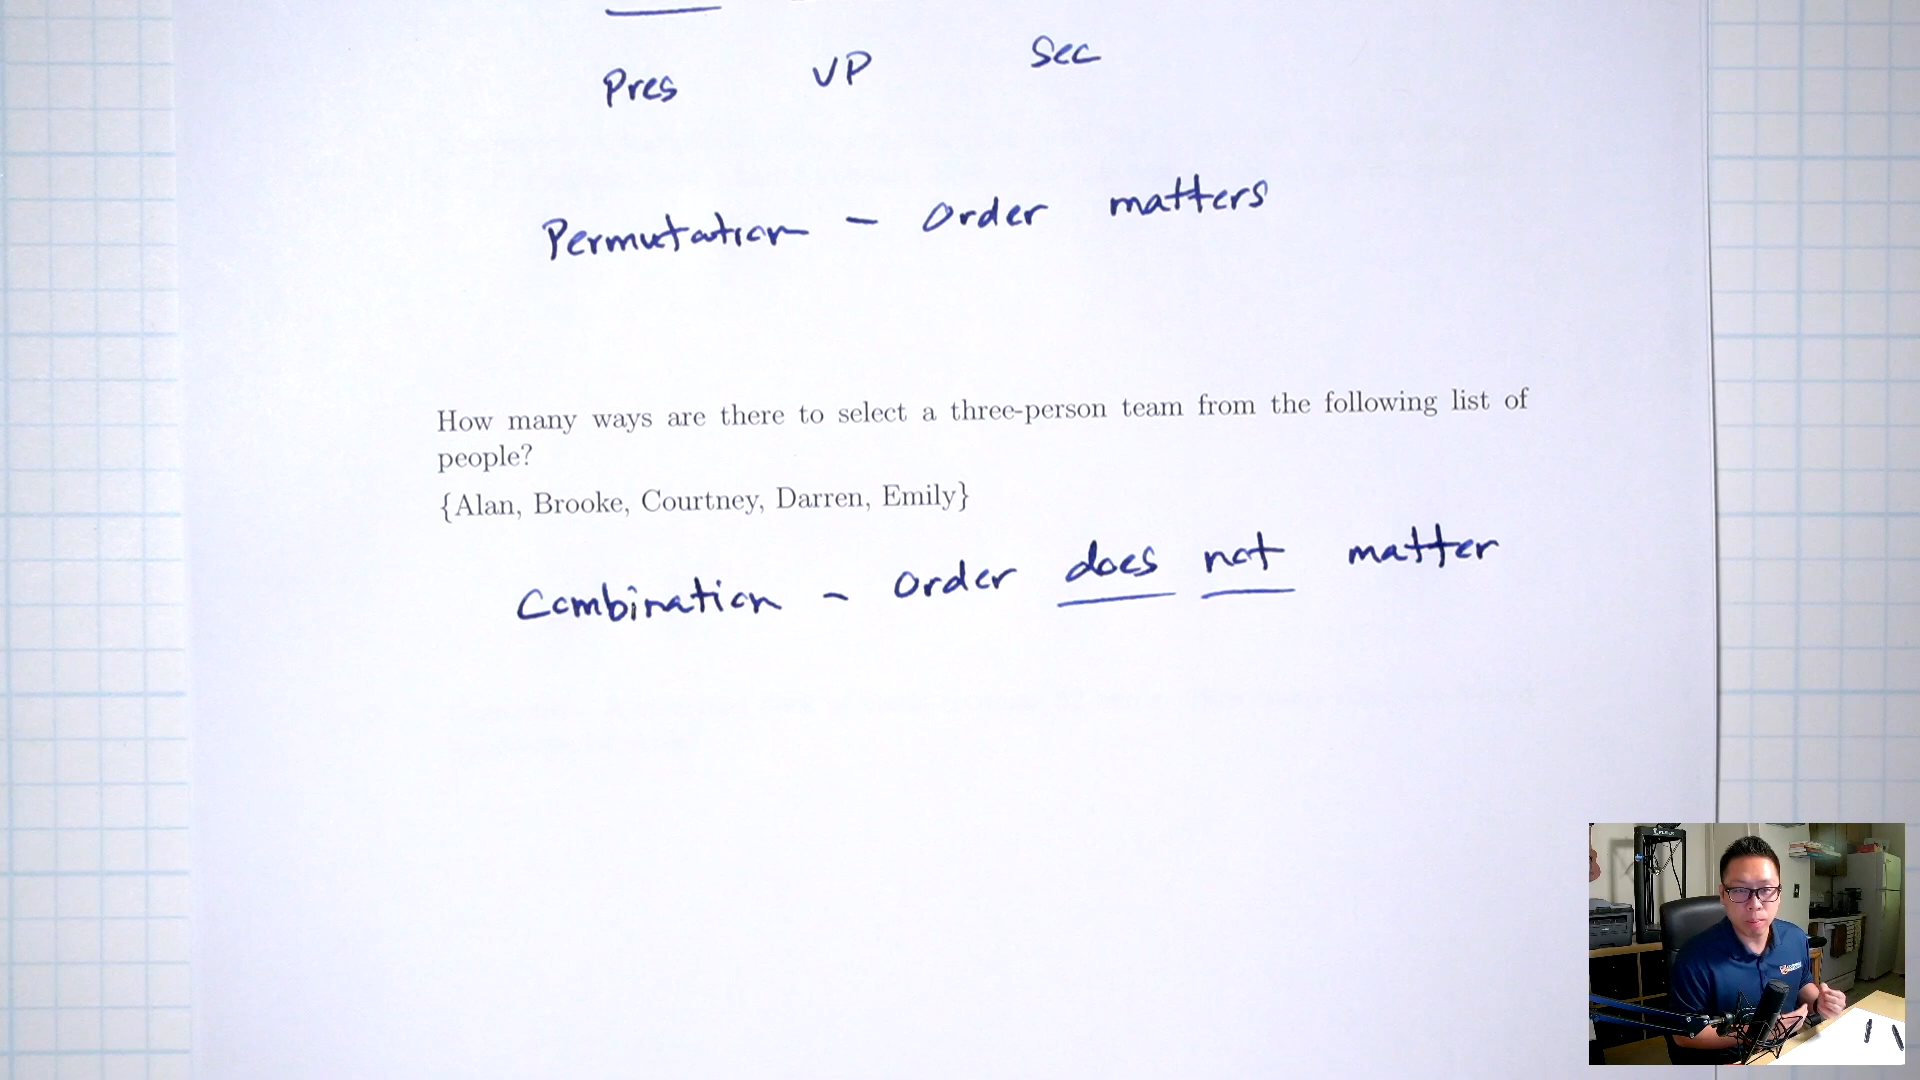 Pres VP Sec
Permutation - Order matters
How many ways are there to select a three-person team from the following list of
people?
{Alan, Brooke, Courtney, Darren, Emily}
Combination - Order does not matter